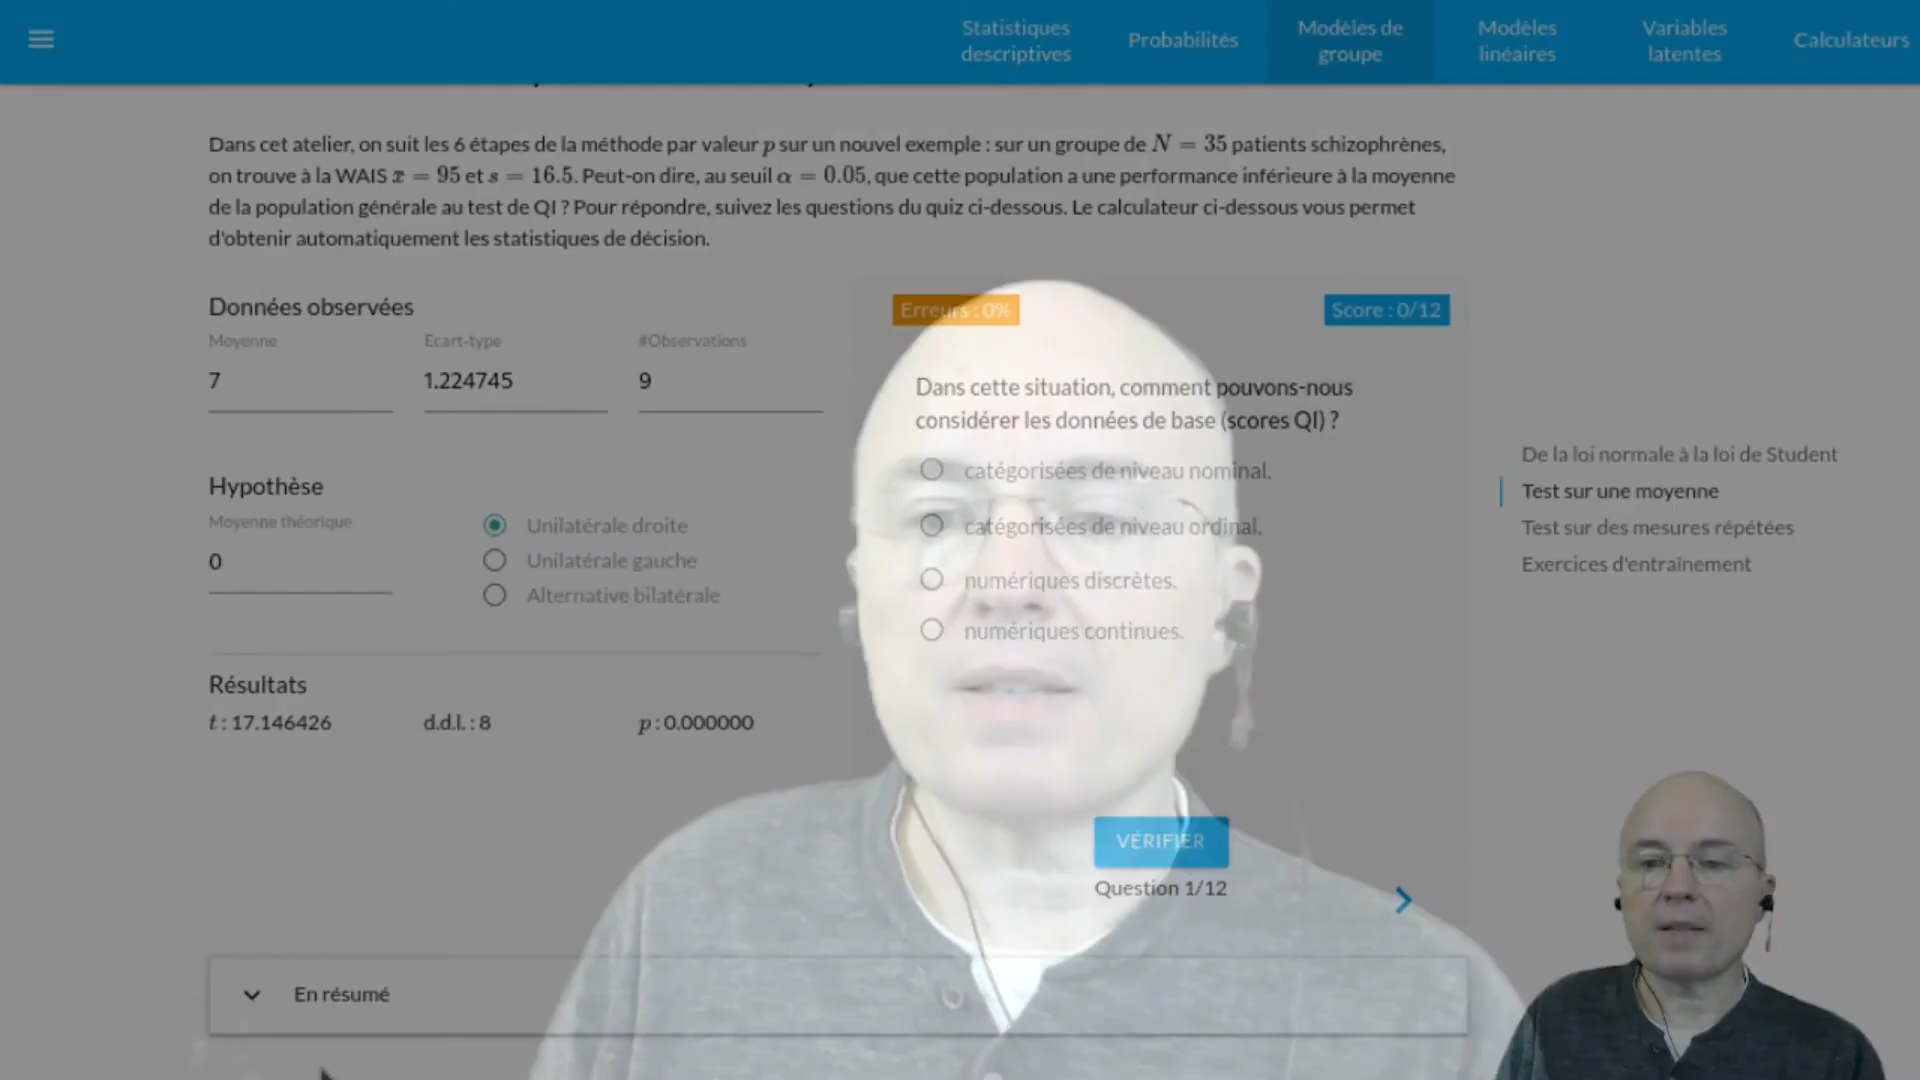 Statistiques descriptives
Probabilités
Modèles de groupe
Modèles linéaires
Variables latentes
Calculateurs
Dans cet atelier, on suit les 6 étapes de la méthode par valeur p sur un nouvel exemple : sur un groupe de N = 35 patients schizophrènes,
on trouve à la WAIS x = 95 et s = 16.5. Peut-on dire, au seuil α = 0.05, que cette population a une performance inférieure à la moyenne
de la population générale au test de QI ? Pour répondre, suivez les questions du quiz ci-dessous. Le calculateur ci-dessous vous permet
d'obtenir automatiquement les statistiques de décision.
Données observées
Moyenne Ecart-type #Observations
7 1.224745 9
Hypothèse
Moyenne théorique
0
Unilatérale droite
Unilatérale gauche
Alternative bilatérale
Résultats
t : 17.146426 d.d.l. : 8 p : 0.000000
Erreurs : 0% Score : 0/12
Dans cette situation, comment pouvons-nous
considérer les données de base (scores QI) ?
catégorisées de niveau nominal.
catégorisées de niveau ordinal.
numériques discrètes.
numériques continues.
VÉRIFIER
Question 1/12
De la loi normale à la loi de Student
Test sur une moyenne
Test sur des mesures répétées
Exercices d'entraînement
En résumé